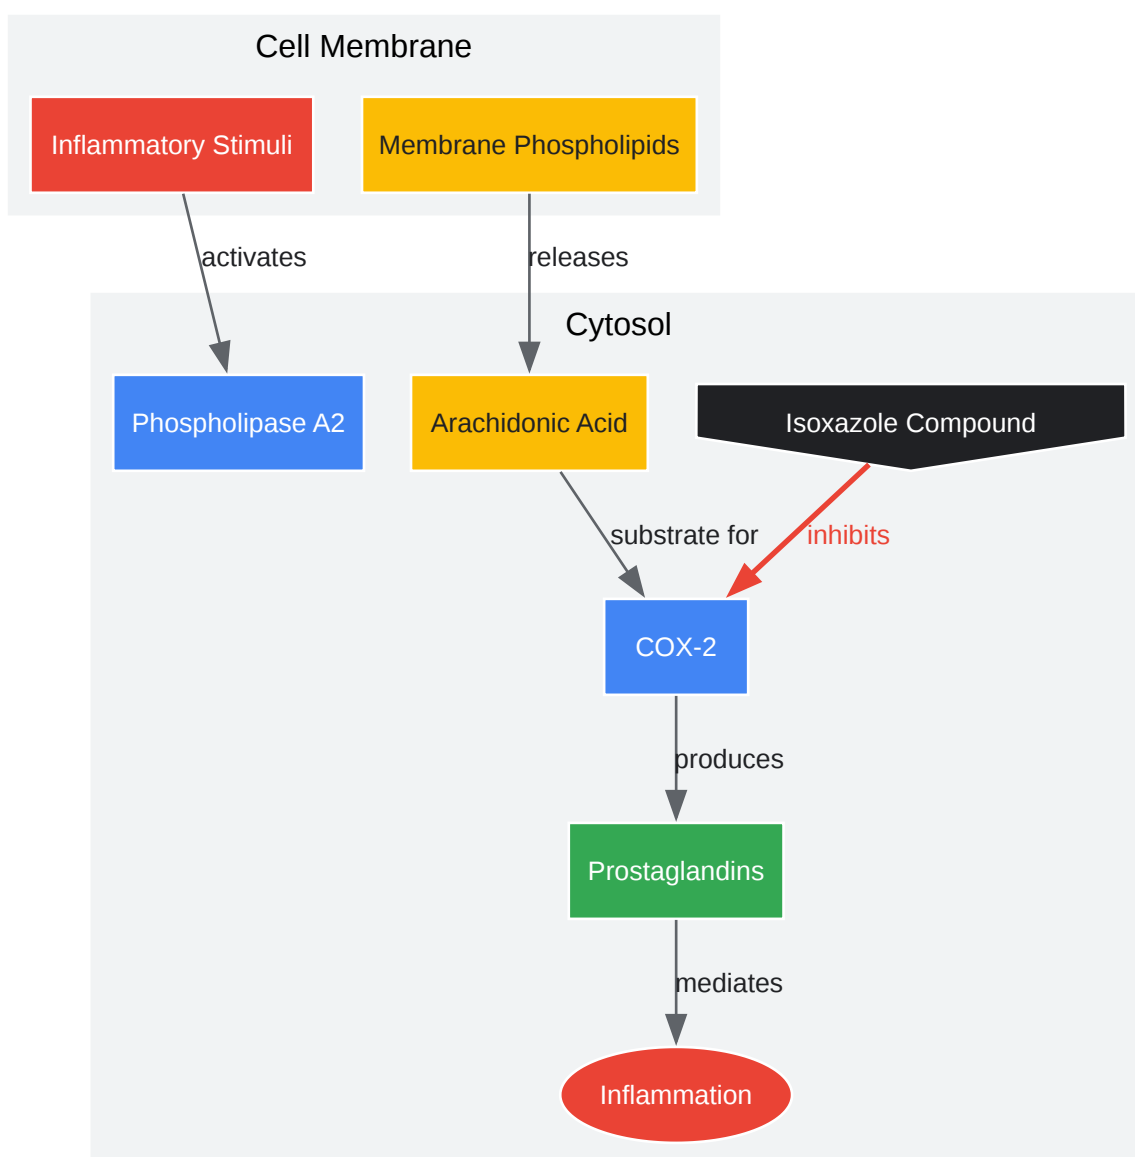 Cell Membrane
Inflammatory Stimuli
Membrane Phospholipids
activates
releases
Cytosol
Phospholipase A2
Arachidonic Acid
Isoxazole Compound
substrate for
inhibits
COX-2
produces
Prostaglandins
mediates
Inflammation